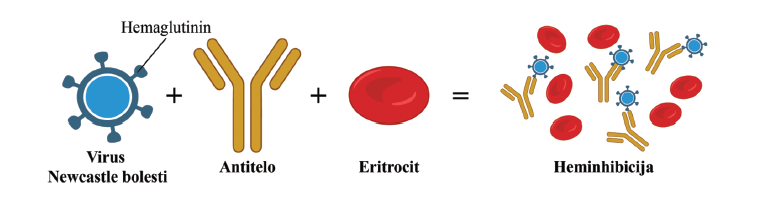 Hemaglutinin
+
+
=
Virus
Newcastle bolesti
Antitelo
Eritrocit
Heminhibicija